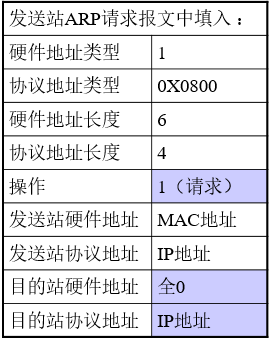 发送站ARP请求报文中填入：
硬件地址类型 1
协议地址类型 0X0800
硬件地址长度 6
协议地址长度 4
操作 1（请求）
发送站硬件地址 MAC地址
发送站协议地址 IP地址
目的站硬件地址 全0
目的站协议地址 IP地址